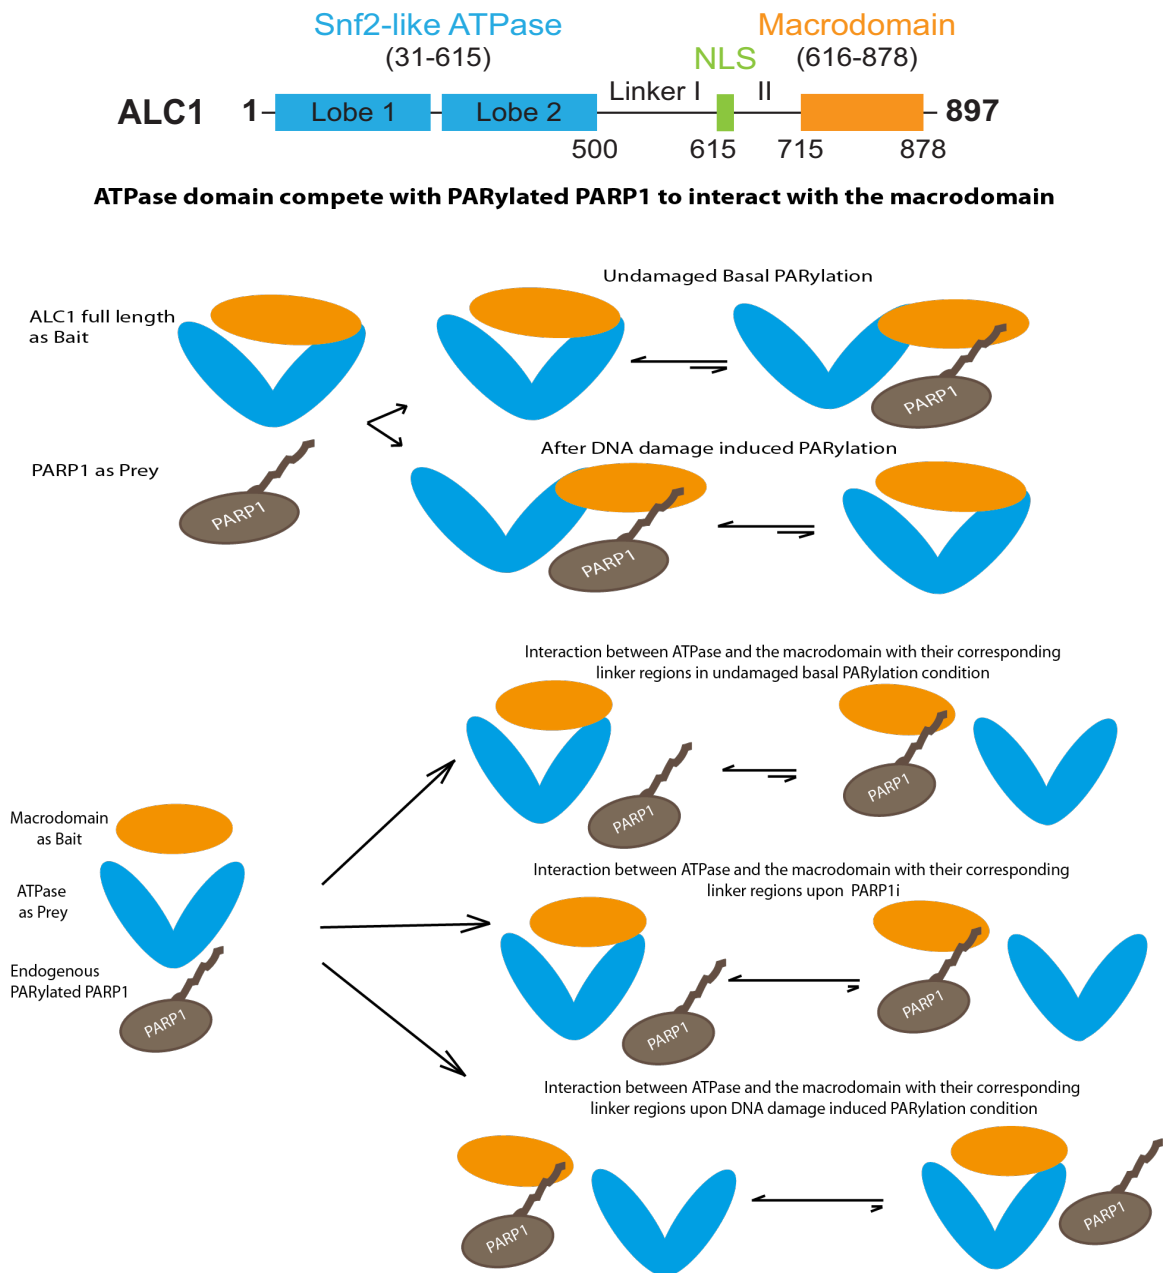 Snf2-like ATPase
(31-615)
Macrodomain
(616-878)
NLS
Linker I
II
ALC1
1
Lobe 1
Lobe 2
897
500
615
715
878
ATPase domain compete with PARylated PARP1 to interact with the macrodomain
Undamaged Basal PARylation
ALC1 full length
as Bait
PARP1
After DNA damage induced PARylation
PARP1 as Prey
PARP1
PARP1
Interaction between ATPase and the macrodomain with their corresponding
linker regions in undamaged basal PARylation condition
PARP1
PARP1
Macrodomain
as Bait
ATPase
as Prey
Endogenous
PARylated PARP1
PARP1
Interaction between ATPase and the macrodomain with their corresponding
linker regions upon PARP1i
PARP1
PARP1
Interaction between ATPase and the macrodomain with their corresponding
linker regions upon DNA damage induced PARylation condition
PARP1
PARP1